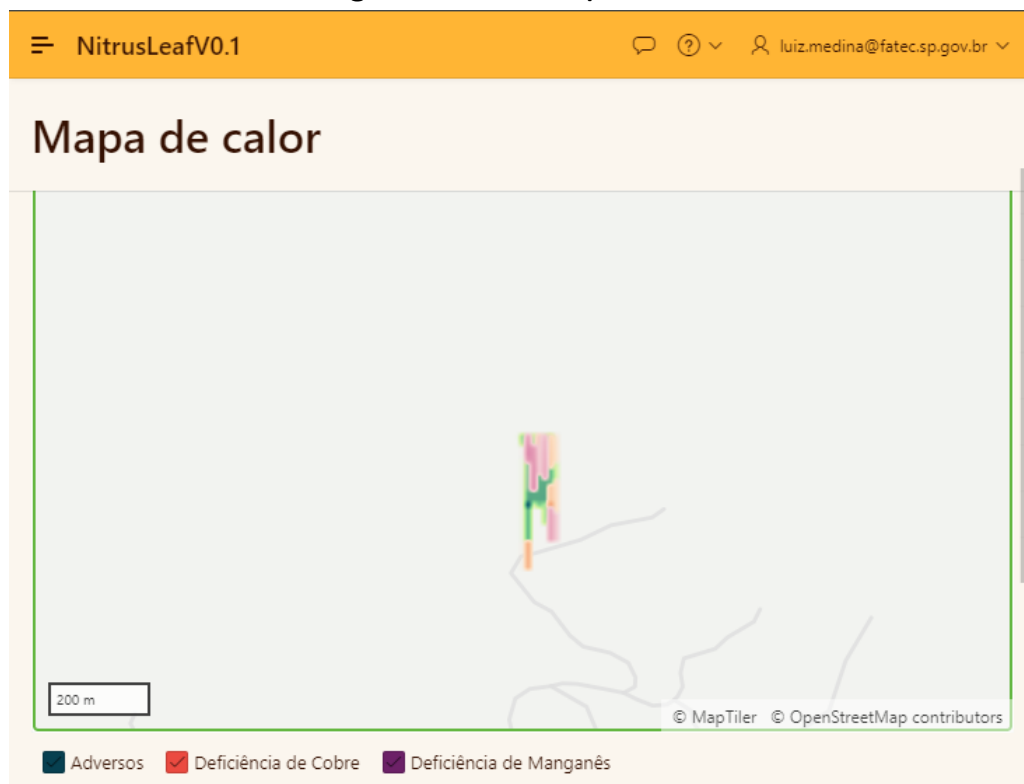 NitrusLeafV0.1
luiz.medina@fatec.sp.gov.br
Mapa de calor
200 m
© MapTiler © OpenStreetMap contributors
Adversos Deficiência de Cobre Deficiência de Manganês